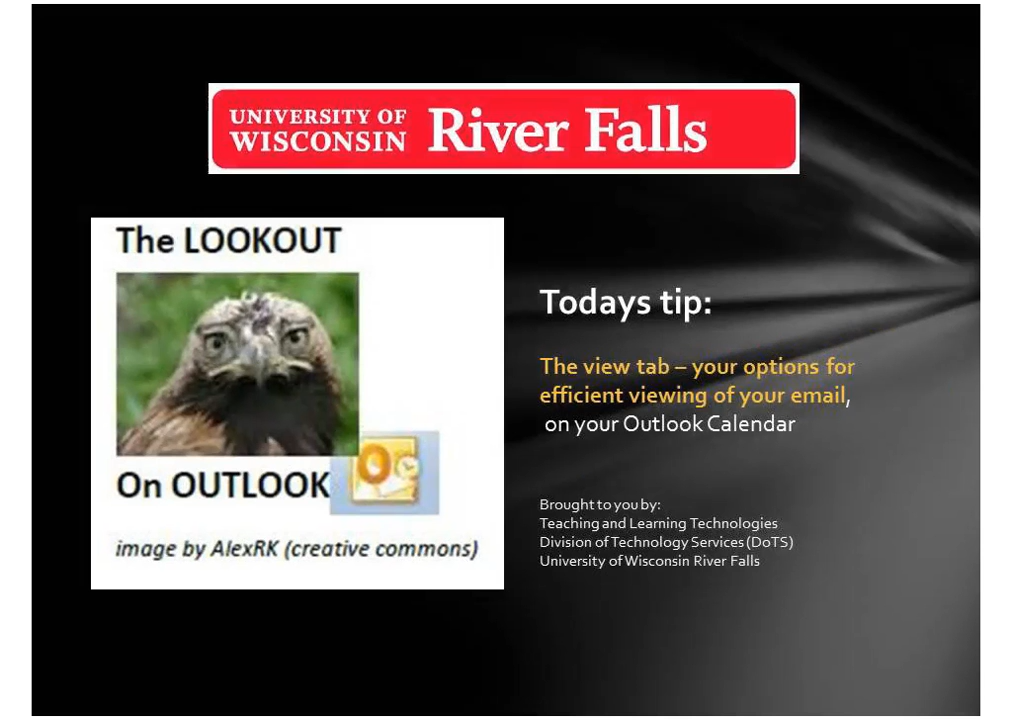 UNIVERSITY OF
WISCONSIN
River Falls
The LOOKOUT
On OUTLOOK
image by AlexRK (creative commons)
Todays tip:
The view tab – your options for
efficient viewing of your email,
on your Outlook Calendar
Brought to you by:
Teaching and Learning Technologies
Division of Technology Services (DoTS)
University of Wisconsin River Falls